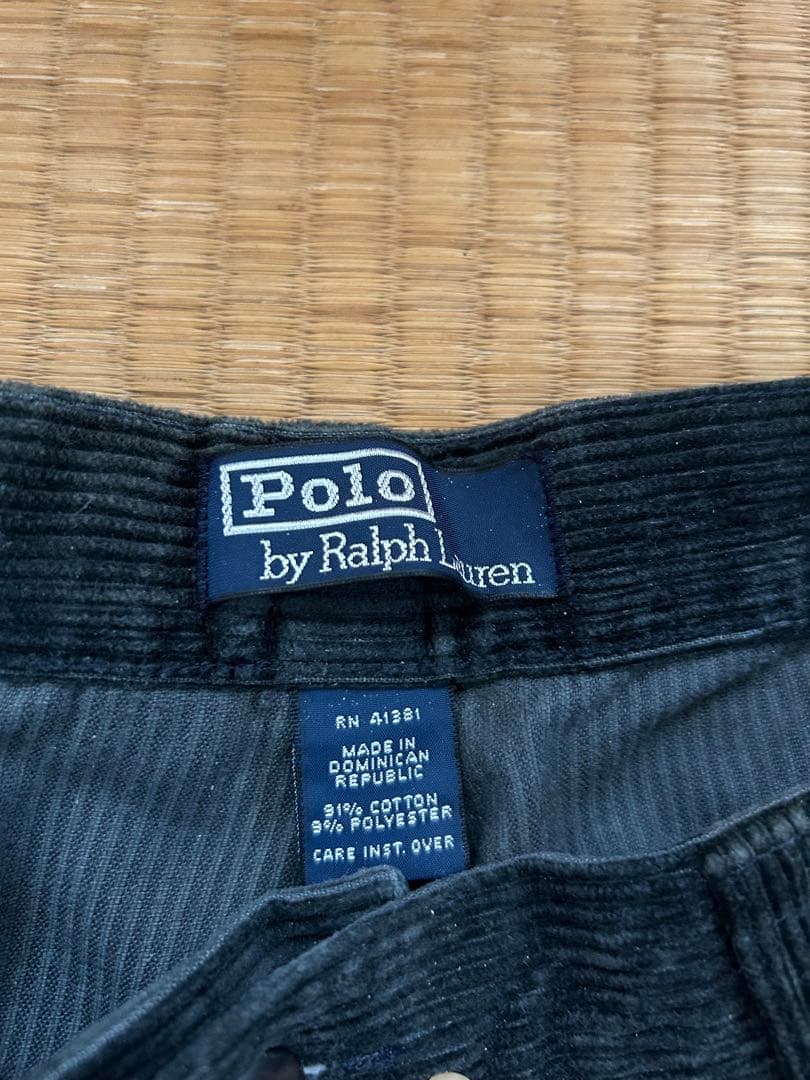 Polo
by Ralph Lauren
RN 41381
MADE IN
DOMINICAN
REPUBLIC
91% COTTON
9% POLYESTER
CARE INST. OVER